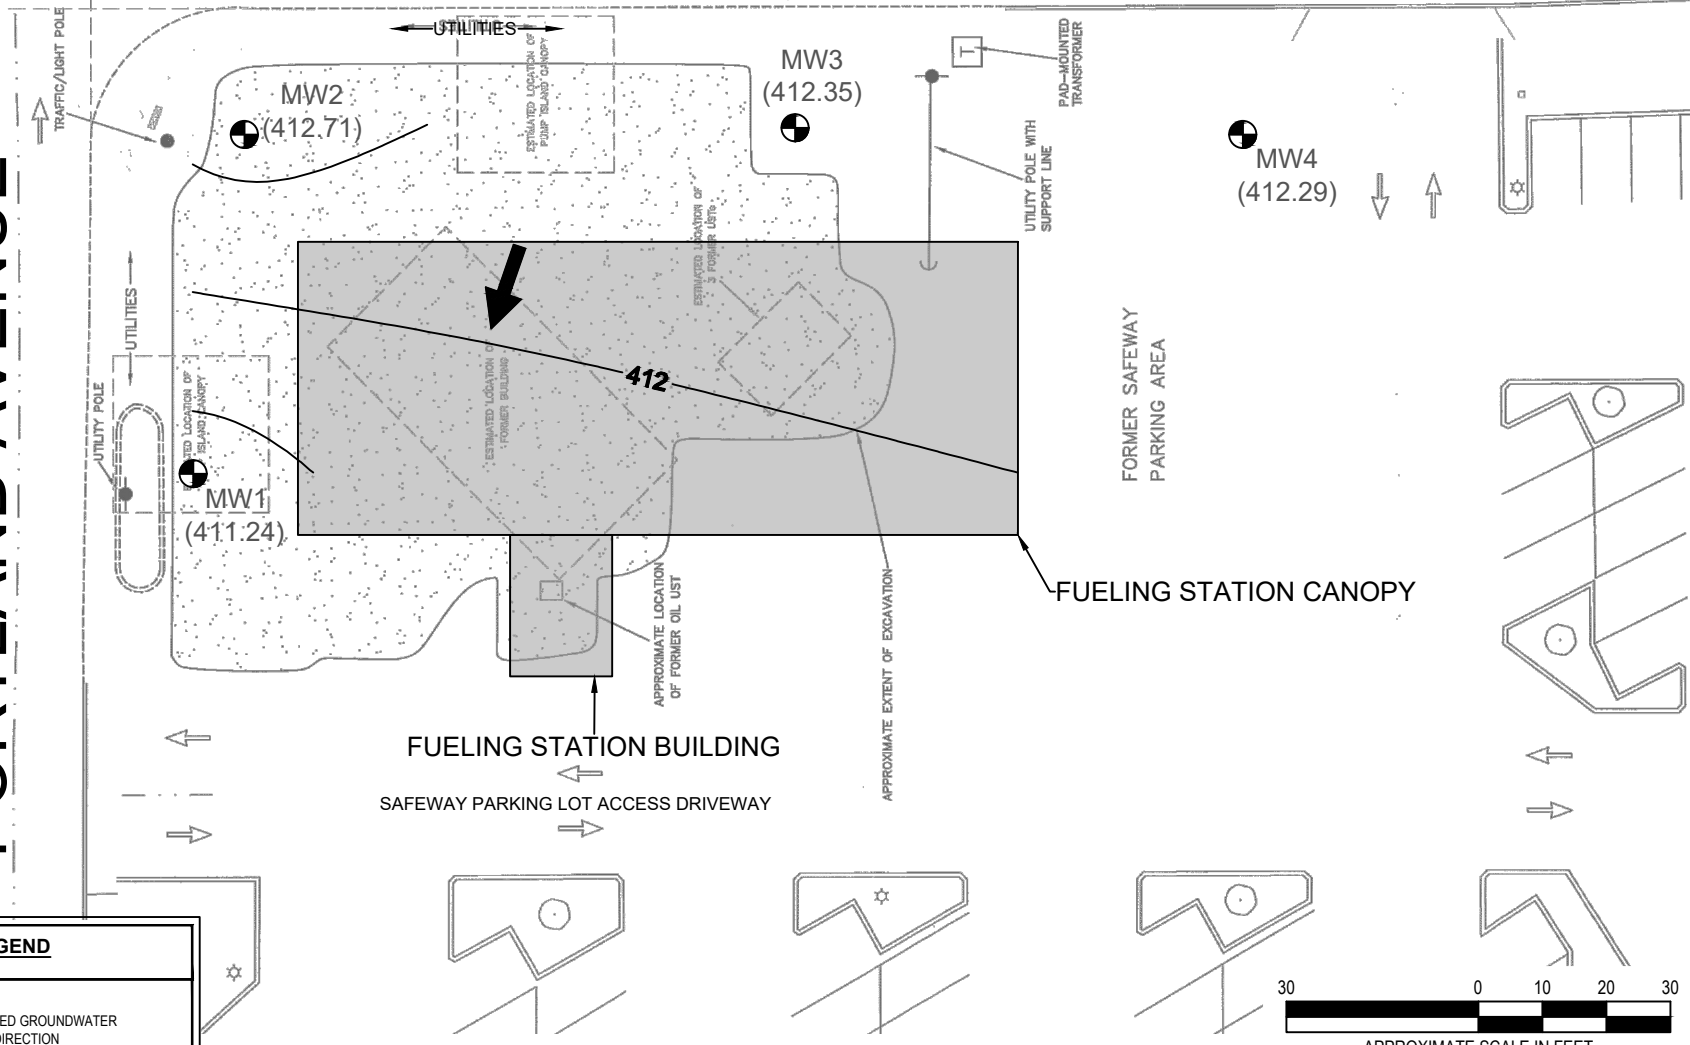 UTILITIES
TRAFFIC/LIGHT POLE
ESTIMATED LOCATION OF
PUMP ISLAND CANOPY
MW2
(412.71)
MW3
(412.35)
T
PAD-MOUNTED
TRANSFORMER
UTILITY POLE WITH
SUPPORT LINE
MW4
(412.29)
ESTIMATED LOCATION OF
3 FORMER USTs
UTILITIES
412
ESTIMATED LOCATION OF
FORMER BUILDING
FORMER SAFEWAY
PARKING AREA
UTILITY POLE
LOCATION OF
ISLAND CANOPY
MW1
(411.24)
FUELING STATION CANOPY
APPROXIMATE LOCATION
OF FORMER OIL UST
APPROXIMATE EXTENT OF EXCAVATION
FUELING STATION BUILDING
SAFEWAY PARKING LOT ACCESS DRIVEWAY
GEND
ED GROUNDWATER
DIRECTION
30 0 10 20 30
APPROXIMATE SCALE IN FEET